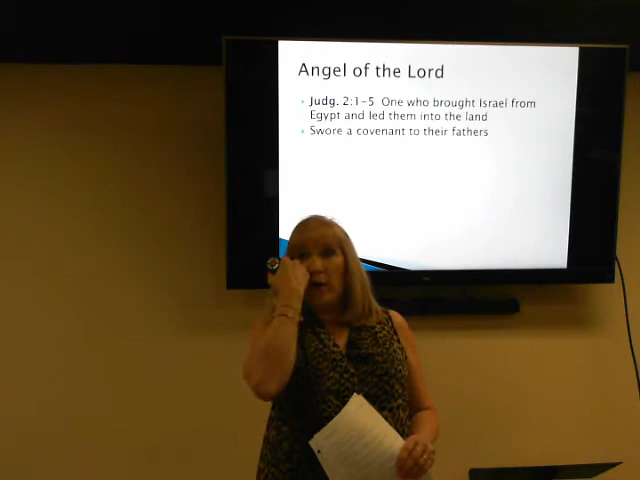 Angel of the Lord
Judg. 2:1-5 One who brought Israel from
Egypt and led them into the land
Swore a covenant to their fathers